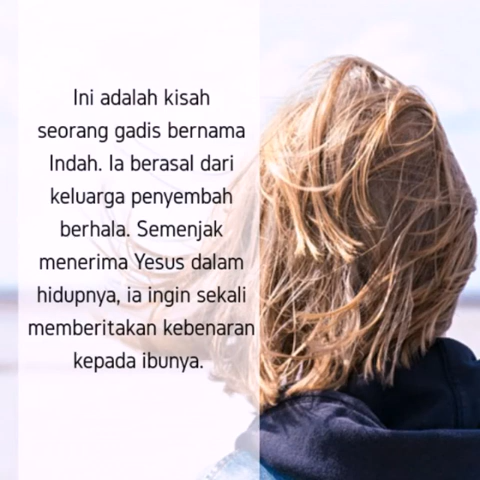 Ini adalah kisah
seorang gadis bernama
Indah. Ia berasal dari
keluarga penyembah
berhala. Semenjak
menerima Yesus dalam
hidupnya, ia ingin sekali
memberitakan kebenaran
kepada ibunya.